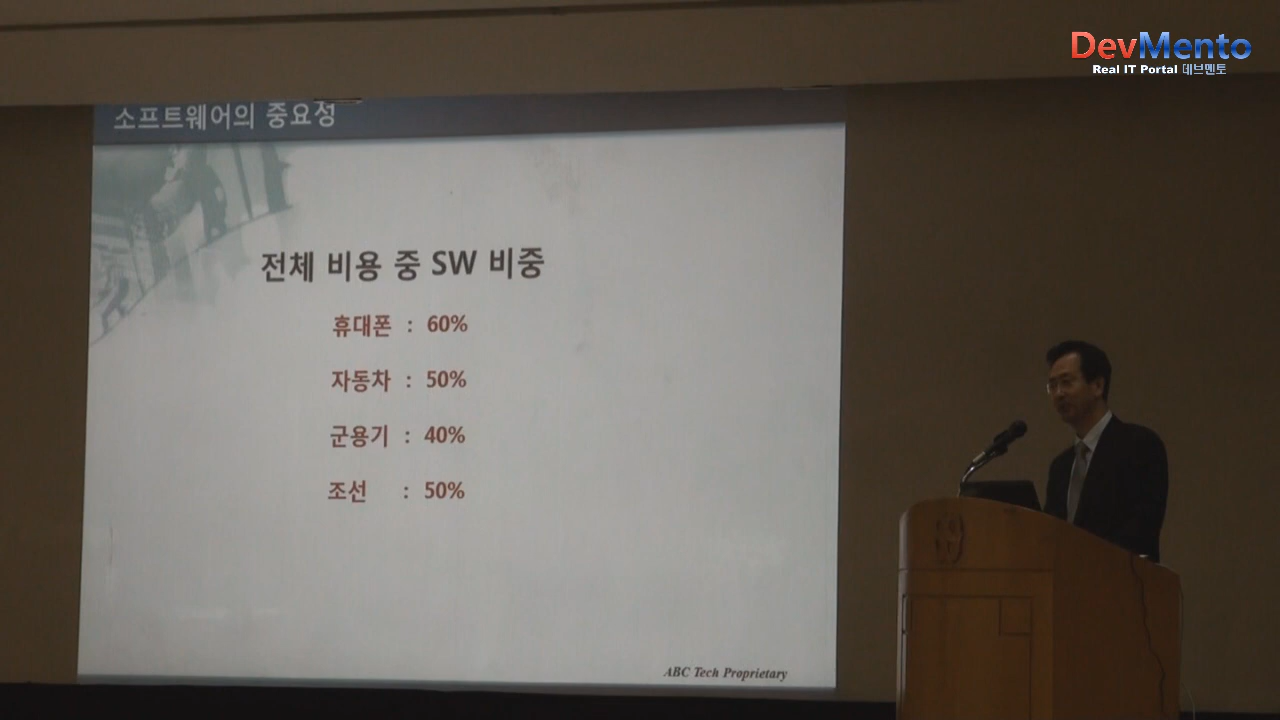 DevMento
Real IT Portal 데브멘토
소프트웨어의 중요성
전체 비용 중 SW 비중
휴대폰 : 60%
자동차 : 50%
군용기 : 40%
조선 : 50%
ABC Tech Proprietary